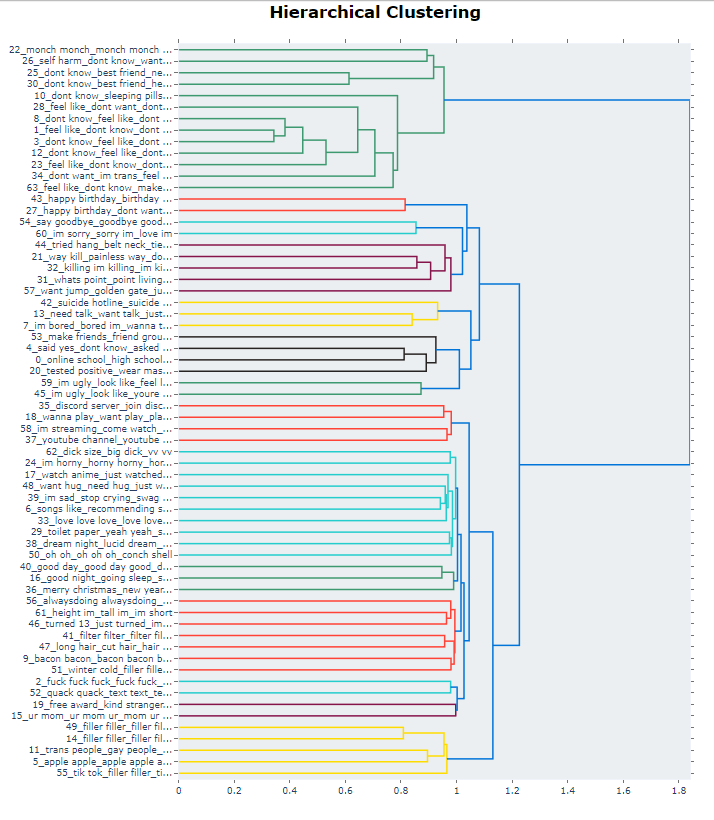 Hierarchical Clustering
22_monch monch_monch monch ...
26_self harm_dont know_want...
25_dont know_best friend_ne...
30_dont know_best friend_he...
10_dont know_sleeping pills...
28_feel like_dont want_dont...
8_dont know_feel like_dont ...
1_feel like_dont know_dont ...
3_dont know_feel like_dont ...
12_dont know_feel like_dont...
23_feel like_dont know_dont...
34_dont want_im trans_feel ...
63_feel like_dont know_make...
43_happy birthday_birthday ...
27_happy birthday_dont want...
54_say goodbye_goodbye good...
60_im sorry_sorry im_love im
44_tried hang_belt neck_tie...
21_way kill_painless way_do...
32_killing im killing_im ki...
31_whats point_point living...
57_want jump_golden gate_ju...
42_suicide hotline_suicide ...
13_need talk_want talk_just...
7_im bored_bored im_wanna t...
53_make friends_friend grou...
4_said yes_dont know_asked ...
0_online school_high school...
20_tested positive_wear mas...
59_im ugly_look like_feel l...
45_im ugly_look like_youre ...
35_discord server_join disc...
18_wanna play_want play_pla...
58_im streaming_come watch_...
37_youtube channel_youtube ...
62_dick size_big dick_vv vv
24_im horny_horny horny_hor...
17_watch anime_just watched...
48_want hug_need hug_just w...
39_im sad_stop crying_swag ...
6_songs like_recommending s...
33_love love love_love love...
29_toilet paper_yeah yeah_s...
38_dream night_lucid dream_...
50_oh oh_oh oh oh_conch shell
40_good day_good day good_d...
16_good night_going sleep_s...
36_merry christmas_new year...
56_alwaysdoing alwaysdoing_...
61_height im_tall im_im short
46_turned 13_just turned_im...
41_filter filter_filter fil...
47_long hair_cut hair_hair ...
9_bacon bacon_bacon bacon b...
51_winter cold_filler fille...
2_fuck fuck fuck_fuck fuck_...
52_quack quack_text text_te...
19_free award_kind stranger...
15_ur mom_ur mom ur_mom ur ...
49_filler filler_filler fil...
14_filler filler_filler fil...
11_trans people_gay people_...
5_apple apple_apple apple a...
55_tik tok_filler filler_ti...
0 0.2 0.4 0.6 0.8 1 1.2 1.4 1.6 1.8